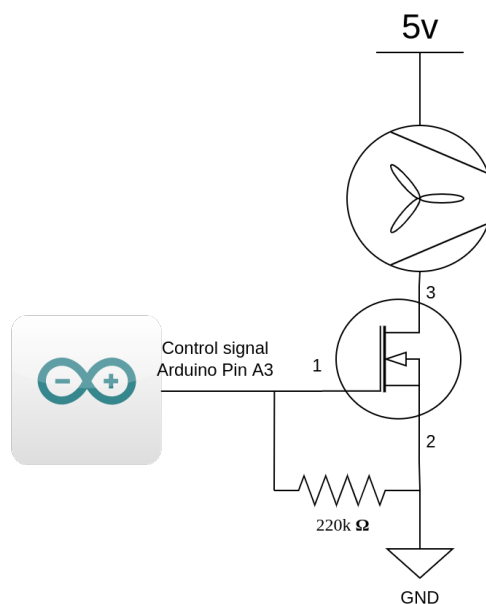 5v
3
Control signal
Arduino Pin A3
1
2
220k Ω
GND